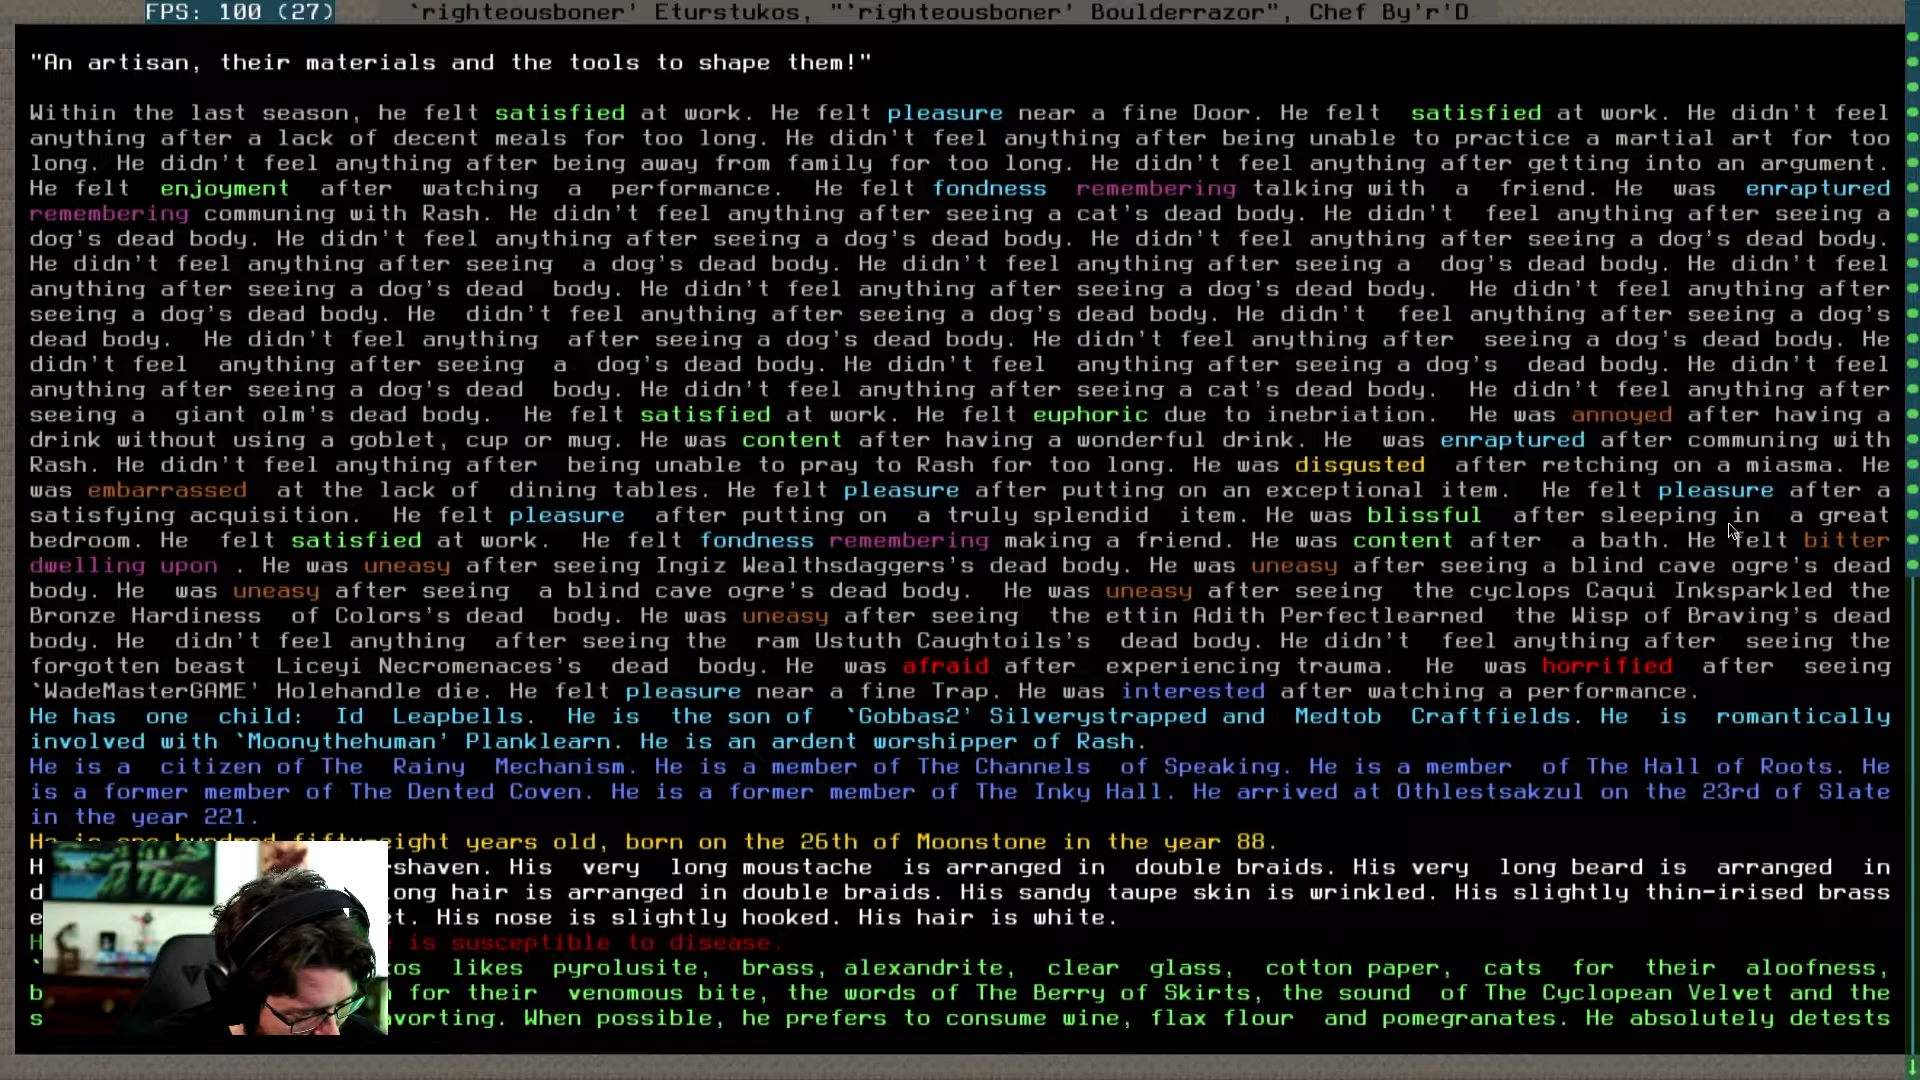 FPS: 100 (27) `righteousboner' Eturstukos, "`righteousboner' Boulderrazor", Chef By'r'D
"An artisan, their materials and the tools to shape them!"
Within the last season, he felt satisfied at work. He felt pleasure near a fine Door. He felt satisfied at work. He didn't feel
anything after a lack of decent meals for too long. He didn't feel anything after being unable to practice a martial art for too
long. He didn't feel anything after being away from family for too long. He didn't feel anything after getting into an argument.
He felt enjoyment after watching a performance. He felt fondness remembering talking with a friend. He was enraptured
remembering communing with Rash. He didn't feel anything after seeing a cat's dead body. He didn't feel anything after seeing a
dog's dead body. He didn't feel anything after seeing a dog's dead body. He didn't feel anything after seeing a dog's dead body.
He didn't feel anything after seeing a dog's dead body. He didn't feel anything after seeing a dog's dead body. He didn't feel
anything after seeing a dog's dead body. He didn't feel anything after seeing a dog's dead body. He didn't feel anything after
seeing a dog's dead body. He didn't feel anything after seeing a dog's dead body. He didn't feel anything after seeing a dog's
dead body. He didn't feel anything after seeing a dog's dead body. He didn't feel anything after seeing a dog's dead body. He
didn't feel anything after seeing a dog's dead body. He didn't feel anything after seeing a dog's dead body. He didn't feel
anything after seeing a dog's dead body. He didn't feel anything after seeing a cat's dead body. He didn't feel anything after
seeing a giant olm's dead body. He felt satisfied at work. He felt euphoric due to inebriation. He was annoyed after having a
drink without using a goblet, cup or mug. He was content after having a wonderful drink. He was enraptured after communing with
Rash. He didn't feel anything after being unable to pray to Rash for too long. He was disgusted after retching on a miasma. He
was embarrassed at the lack of dining tables. He felt pleasure after putting on an exceptional item. He felt pleasure after a
satisfying acquisition. He felt pleasure after putting on a truly splendid item. He was blissful after sleeping in a great
bedroom. He felt satisfied at work. He felt fondness remembering making a friend. He was content after a bath. He felt bitter
dwelling upon . He was uneasy after seeing Ingiz Wealthsdaggers's dead body. He was uneasy after seeing a blind cave ogre's dead
body. He was uneasy after seeing a blind cave ogre's dead body. He was uneasy after seeing the cyclops Caqui Inksparkled the
Bronze Hardiness of Colors's dead body. He was uneasy after seeing the ettin Adith Perfectlearned the Wisp of Braving's dead
body. He didn't feel anything after seeing the ram Ustuth Caughtoils's dead body. He didn't feel anything after seeing the
forgotten beast Liceyi Necromenaces's dead body. He was afraid after experiencing trauma. He was horrified after seeing
`WadeMasterGAME' Holehandle die. He felt pleasure near a fine Trap. He was interested after watching a performance.
He has one child: Id Leapbells. He is the son of `Gobbas2' Silverystrapped and Medtob Craftfields. He is romantically
involved with `Moonythehuman' Planklearn. He is an ardent worshipper of Rash.
He is a citizen of The Rainy Mechanism. He is a member of The Channels of Speaking. He is a member of The Hall of Roots. He
is a former member of The Dented Coven. He is a former member of The Inky Hall. He arrived at Othlestsakzul on the 23rd of Slate
in the year 221.
He is one hundred fifty-eight years old, born on the 26th of Moonstone in the year 88.
shaven. His very long moustache is arranged in double braids. His very long beard is arranged in
long hair is arranged in double braids. His sandy taupe skin is wrinkled. His slightly thin-irised brass
His nose is slightly hooked. His hair is white.
is susceptible to disease.
likes pyrolusite, brass, alexandrite, clear glass, cotton paper, cats for their aloofness,
for their venomous bite, the words of The Berry of Skirts, the sound of The Cyclopean Velvet and the
When possible, he prefers to consume wine, flax flour and pomegranates. He absolutely detests